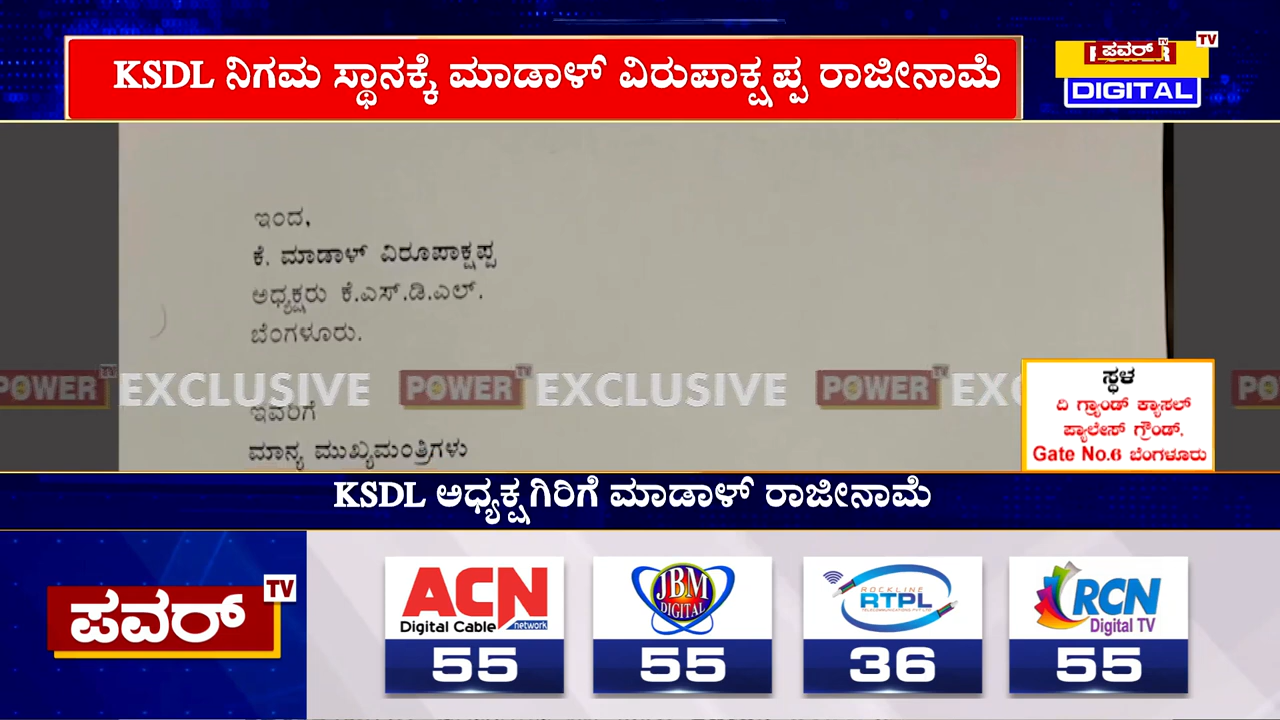 KSDL ನಿಗಮ ಸ್ಥಾನಕ್ಕೆ ಮಾಡಾಳ್ ವಿರುಪಾಕ್ಷಪ್ಪ ರಾಜೀನಾಮೆ
ಪವರ್ TV
DIGITAL
ಇಂದ,
ಕೆ. ಮಾಡಾಳ್ ವಿರೂಪಾಕ್ಷಪ್ಪ
ಅಧ್ಯಕ್ಷರು ಕೆ.ಎಸ್.ಡಿ.ಎಲ್.
ಬೆಂಗಳೂರು.
POWER TV EXCLUSIVE POWER TV EXCLUSIVE POWER TV
ಇವರಿಗೆ
ಮಾನ್ಯ ಮುಖ್ಯಮಂತ್ರಿಗಳು
ಸ್ಥಳ
ದಿ ಗ್ರ್ಯಾಂಡ್ ಕ್ಯಾಸಲ್
ಪ್ಯಾಲೇಸ್ ಗ್ರೌಂಡ್,
Gate No.6 ಬೆಂಗಳೂರು
KSDL ಅಧ್ಯಕ್ಷಗಿರಿಗೆ ಮಾಡಾಳ್ ರಾಜೀನಾಮೆ
ಪವರ್ TV
ACN
Digital Cable network
55
JBM
DIGITAL
55
ROCKLINE
RTPL
36
RCN
Digital TV
55